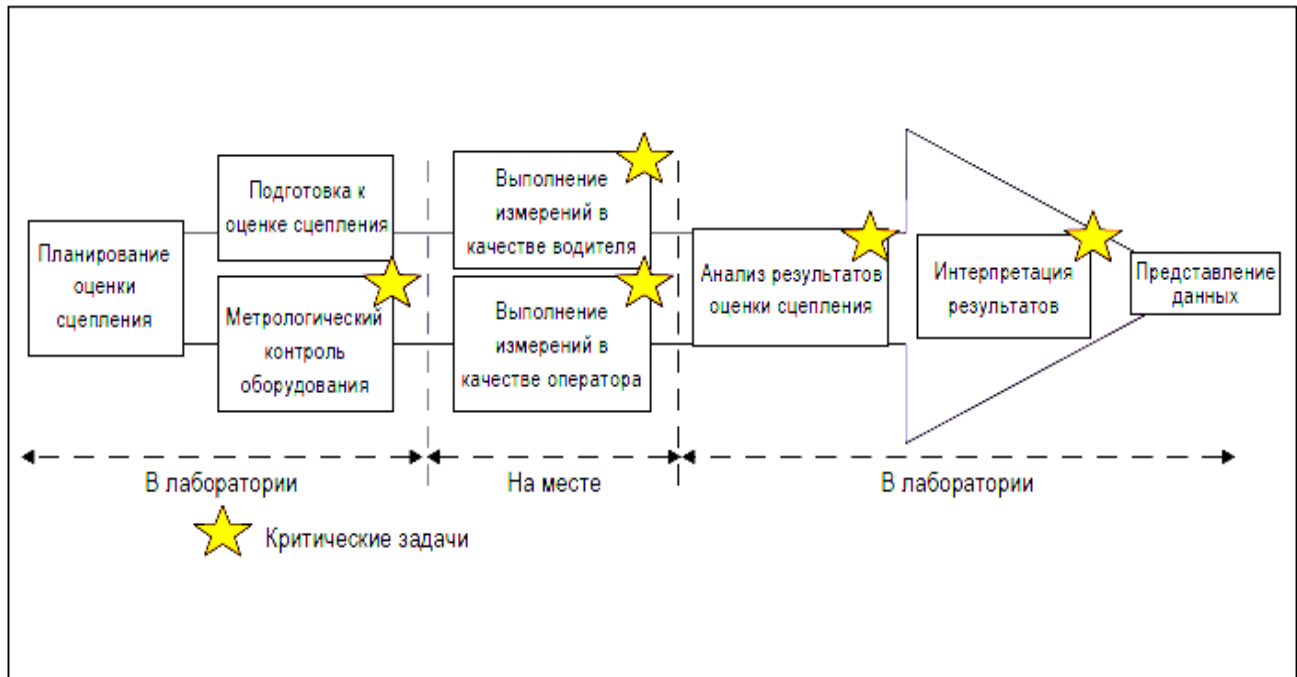 Планирование
оценки
сцепления
Подготовка к
оценке сцепления
Метрологический
контроль
оборудования
Выполнение
измерений в
качестве водителя
Выполнение
измерений в
качестве оператора
Анализ результатов
оценки сцепления
Интерпретация
результатов
Представление
данных
В лаборатории
На месте
В лаборатории
Критические задачи